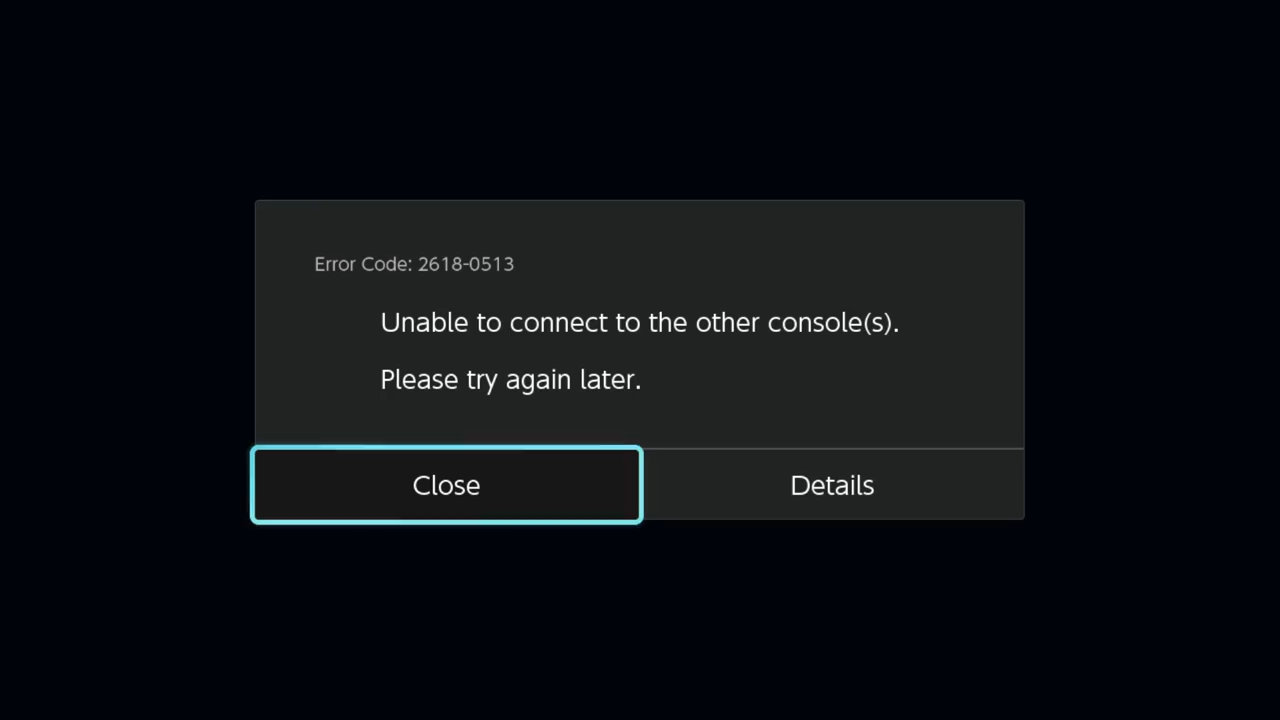 Error Code: 2618-0513
Unable to connect to the other console(s).
Please try again later.
Close
Details